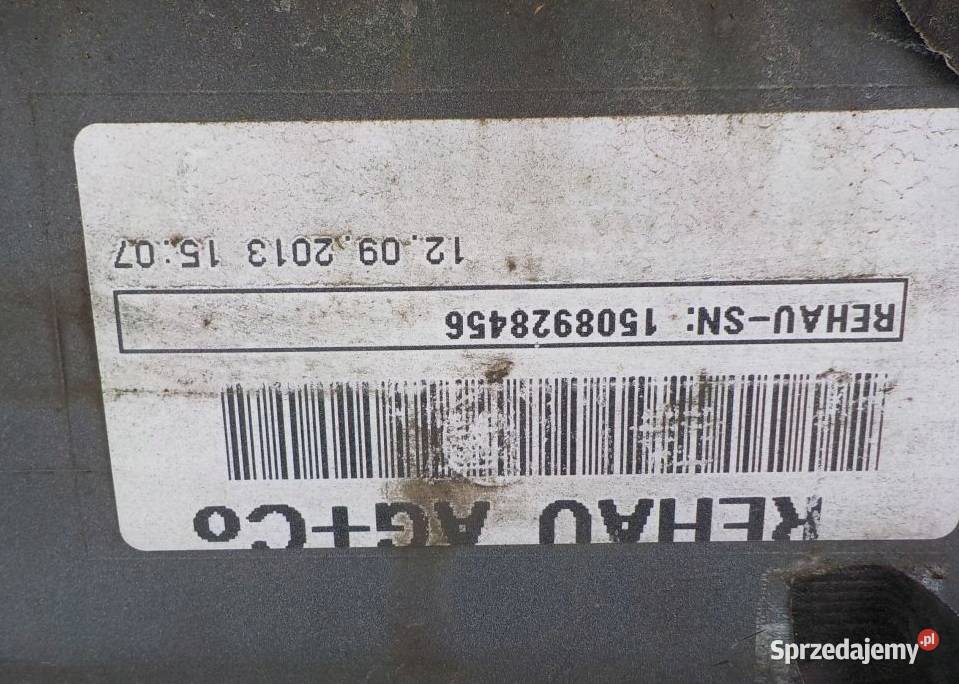 REHAU AG+Co
REHAU-SN: 1508928456
12.09.2013 15:07
Sprzedajemy.pl